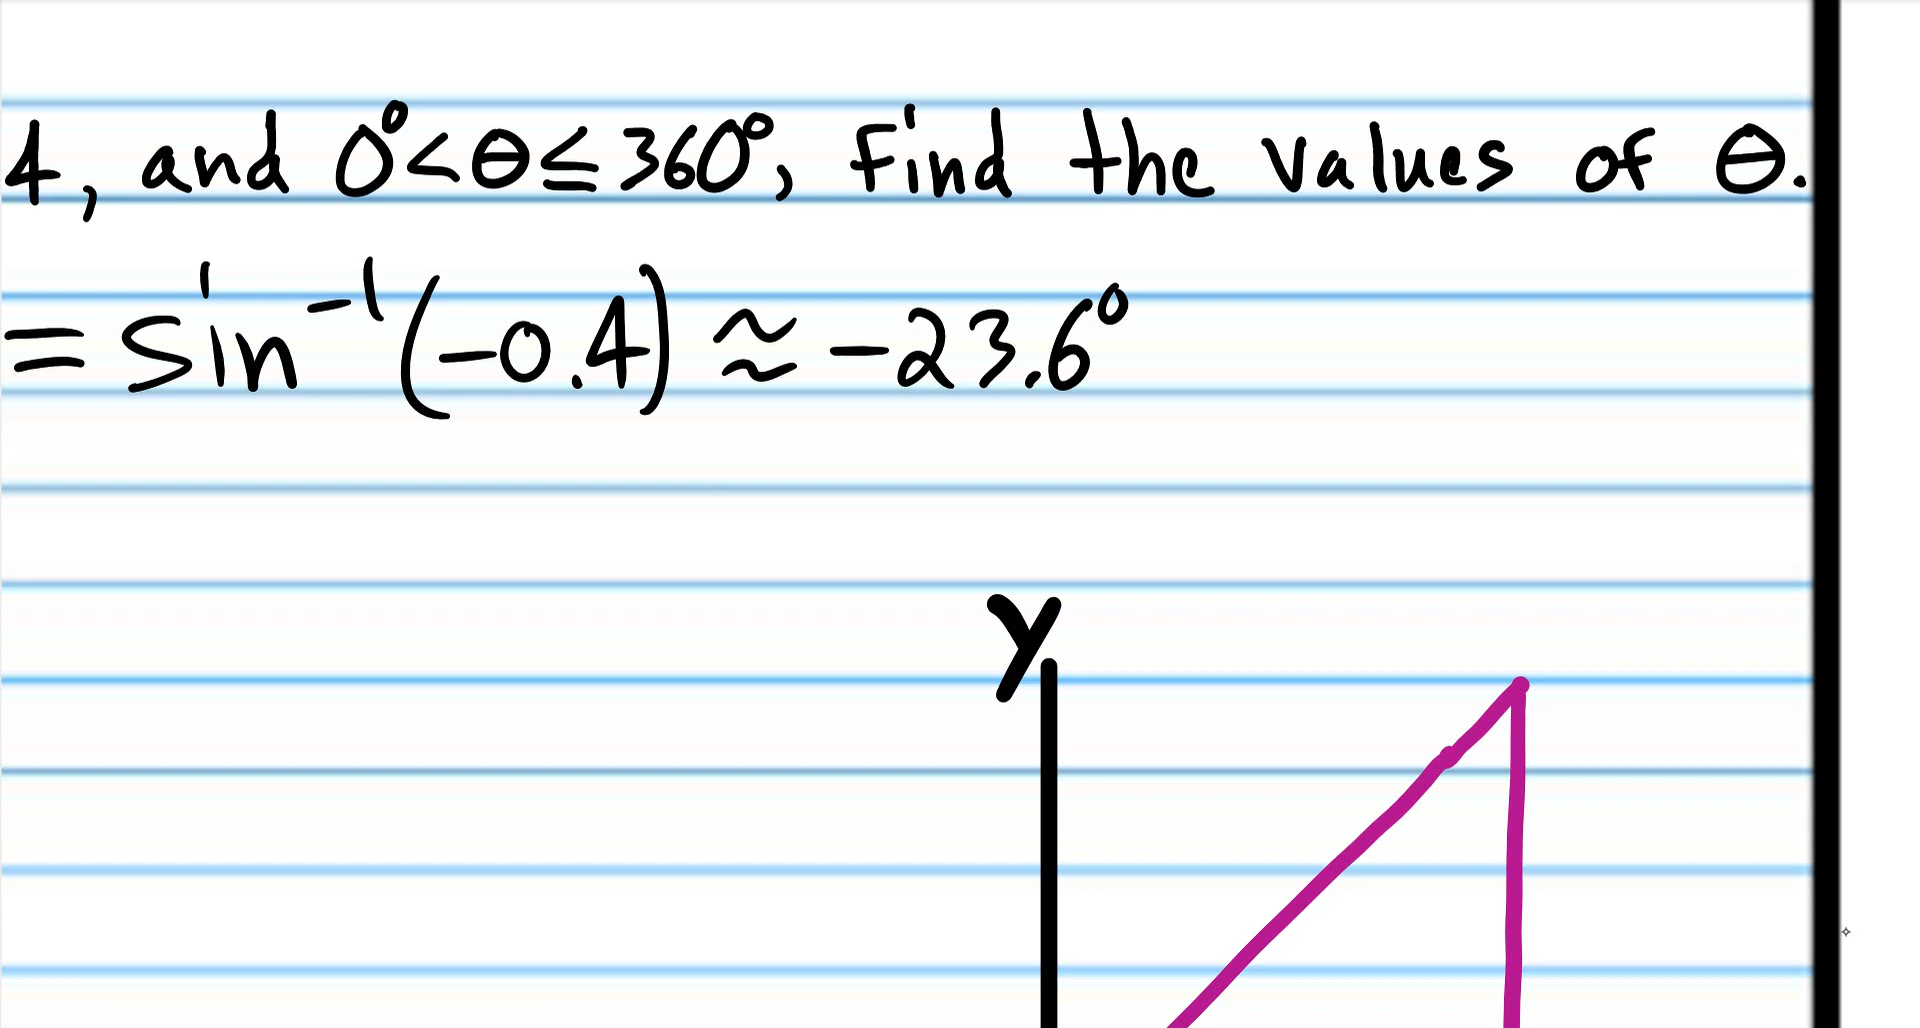 4, and 0°<θ≤360°, find the values of θ.
= sin⁻¹(-0.4) ≈ -23.6°
y